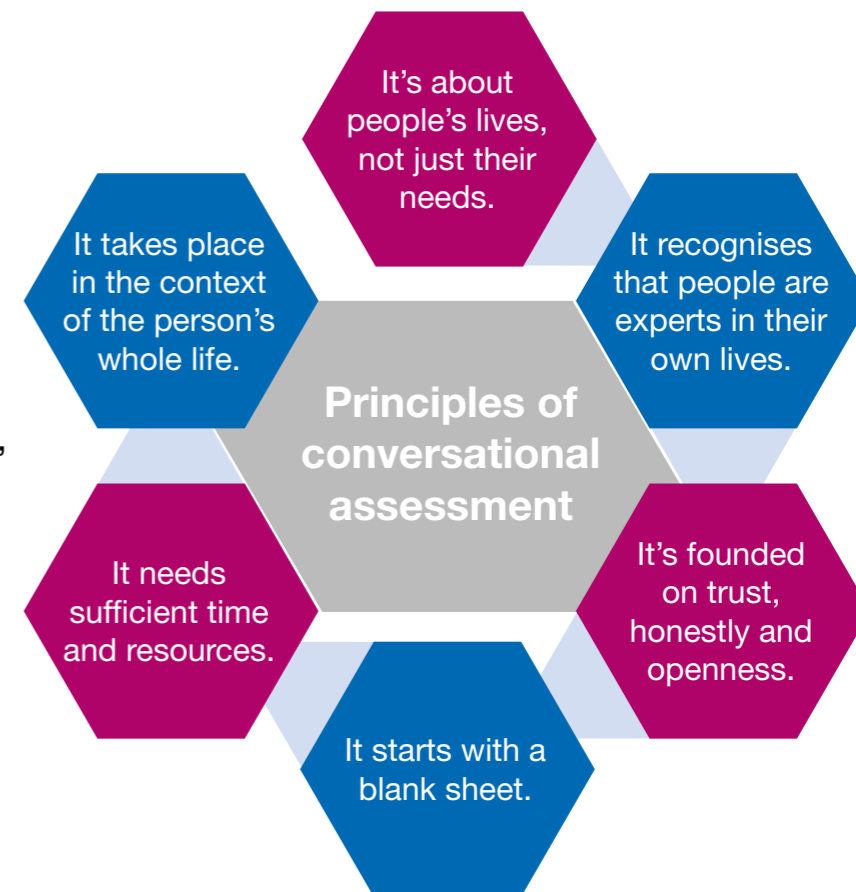 It's about
people's lives,
not just their
needs.
It recognises
that people are
experts in their
own lives.
It's founded
on trust,
honestly and
openness.
It starts with a
blank sheet.
It needs
sufficient time
and resources.
It takes place
in the context
of the person's
whole life.
Principles of
conversational
assessment
,